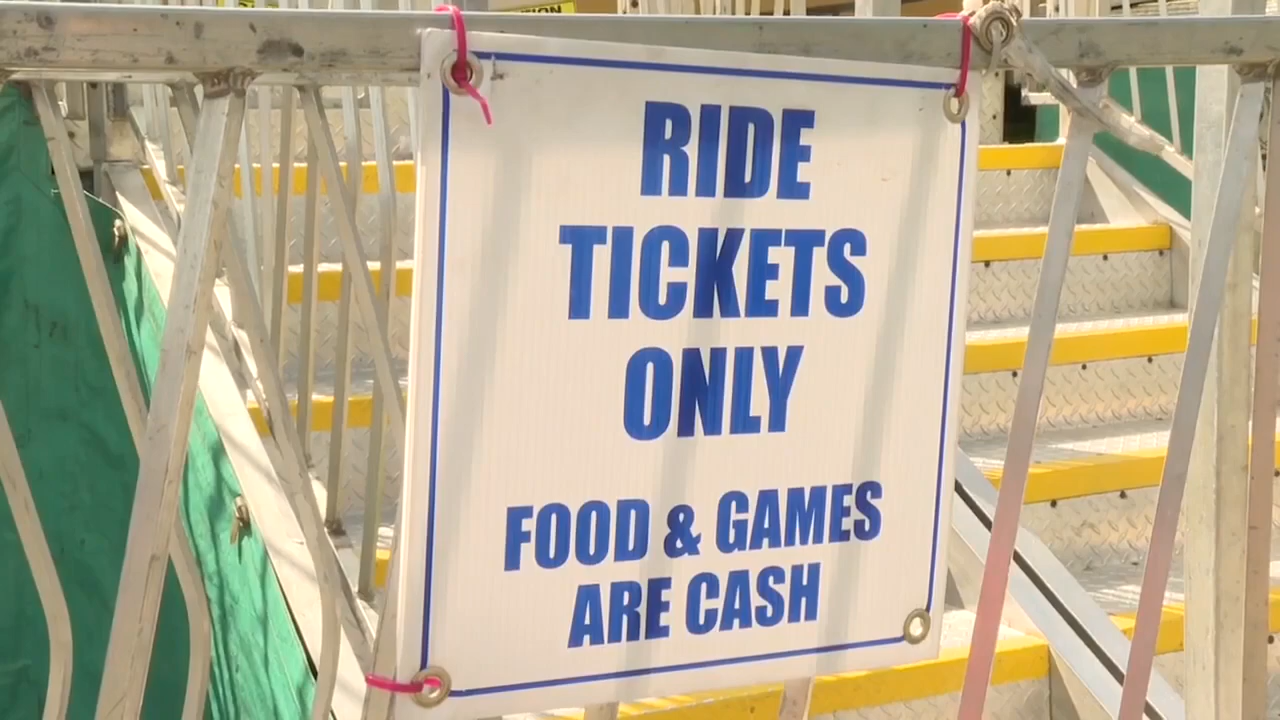 RIDE
TICKETS
ONLY
FOOD & GAMES
ARE CASH